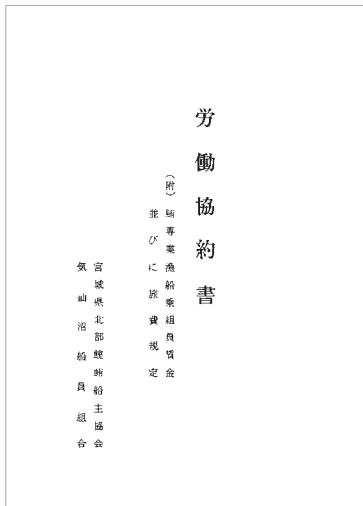 労働協約書
(附)鮪専業漁船乗組員賃金
並びに旅費規定
宮城県北部鰹鮪船主協会
気仙沼船員組合